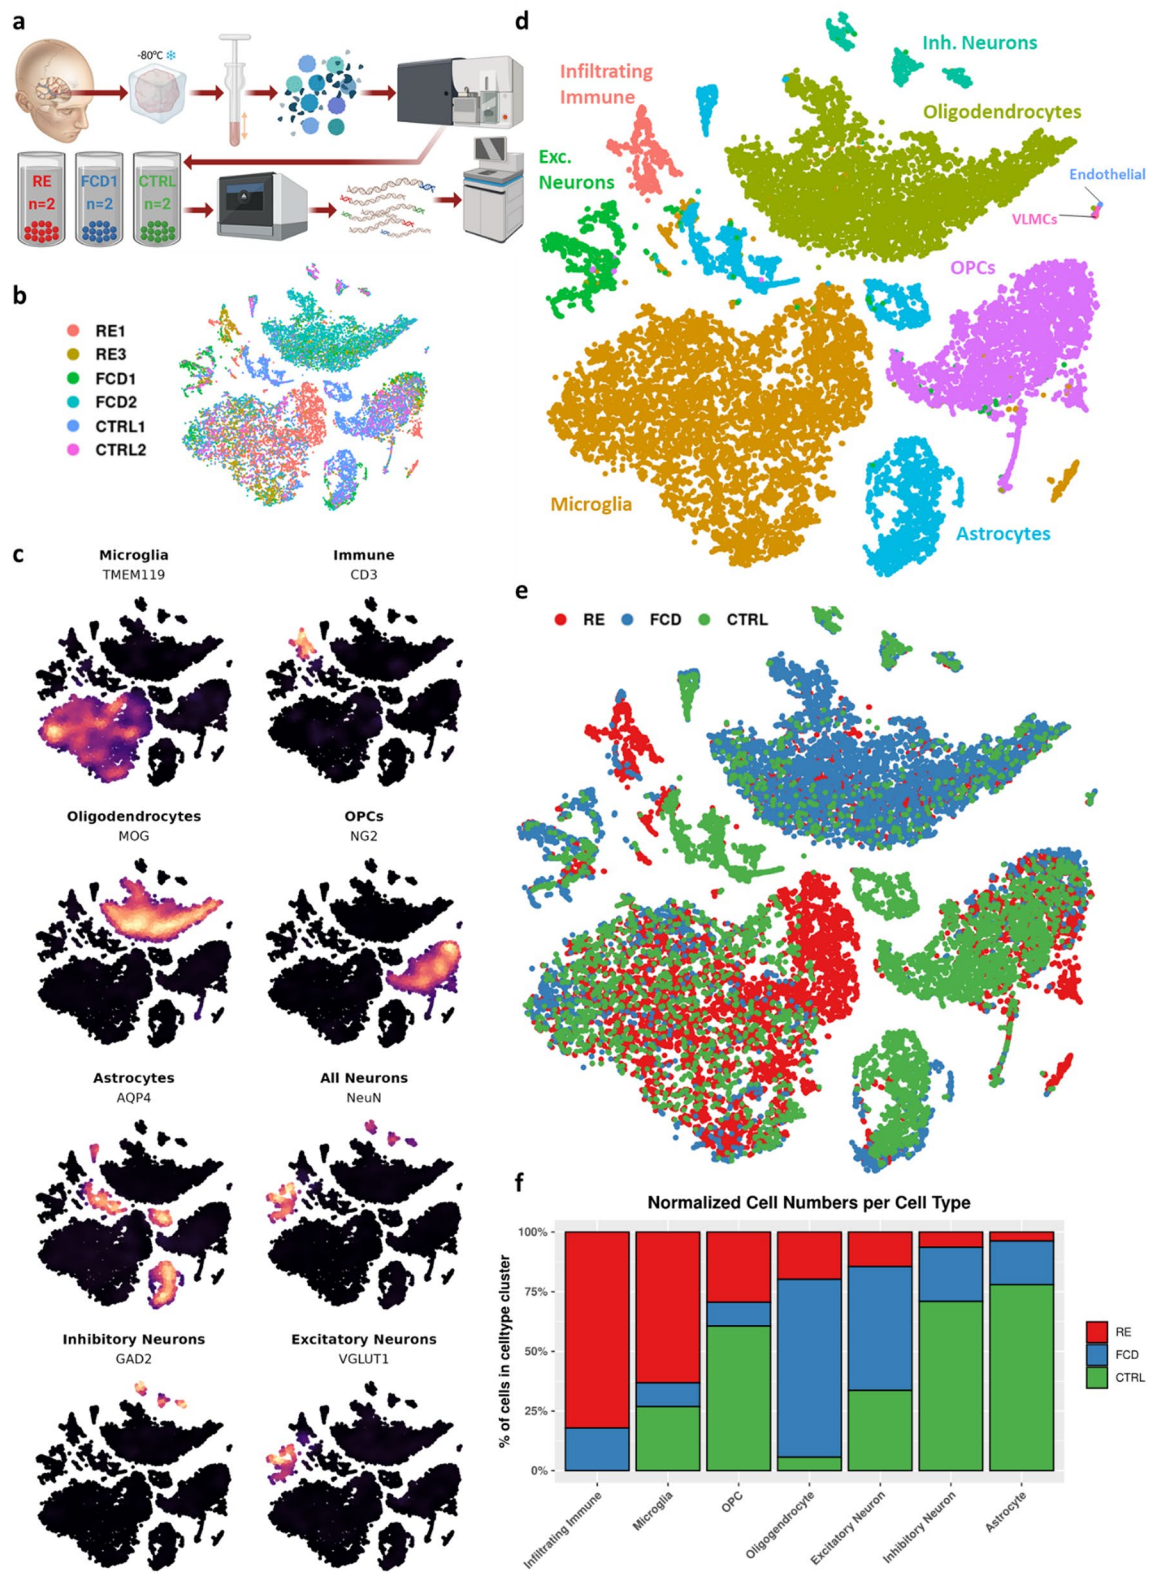 a
-80°C
RE
n=2
FCD1
n=2
CTRL
n=2
b
RE1
RE3
FCD1
FCD2
CTRL1
CTRL2
c
Microglia
TMEM119
Immune
CD3
Oligodendrocytes
MOG
OPCs
NG2
Astrocytes
AQP4
All Neurons
NeuN
Inhibitory Neurons
GAD2
Excitatory Neurons
VGLUT1
d
Inh. Neurons
Infiltrating
Immune
Oligodendrocytes
Exc.
Neurons
Endothelial
VLMCs
OPCs
Microglia
Astrocytes
e
RE
FCD
CTRL
f
Normalized Cell Numbers per Cell Type
% of cells in celltype cluster
100%
75%
50%
25%
0%
Infiltrating Immune
Microglia
OPC
Oligogendrocyte
Excitatory Neuron
Inhibitory Neuron
Astrocyte
RE
FCD
CTRL